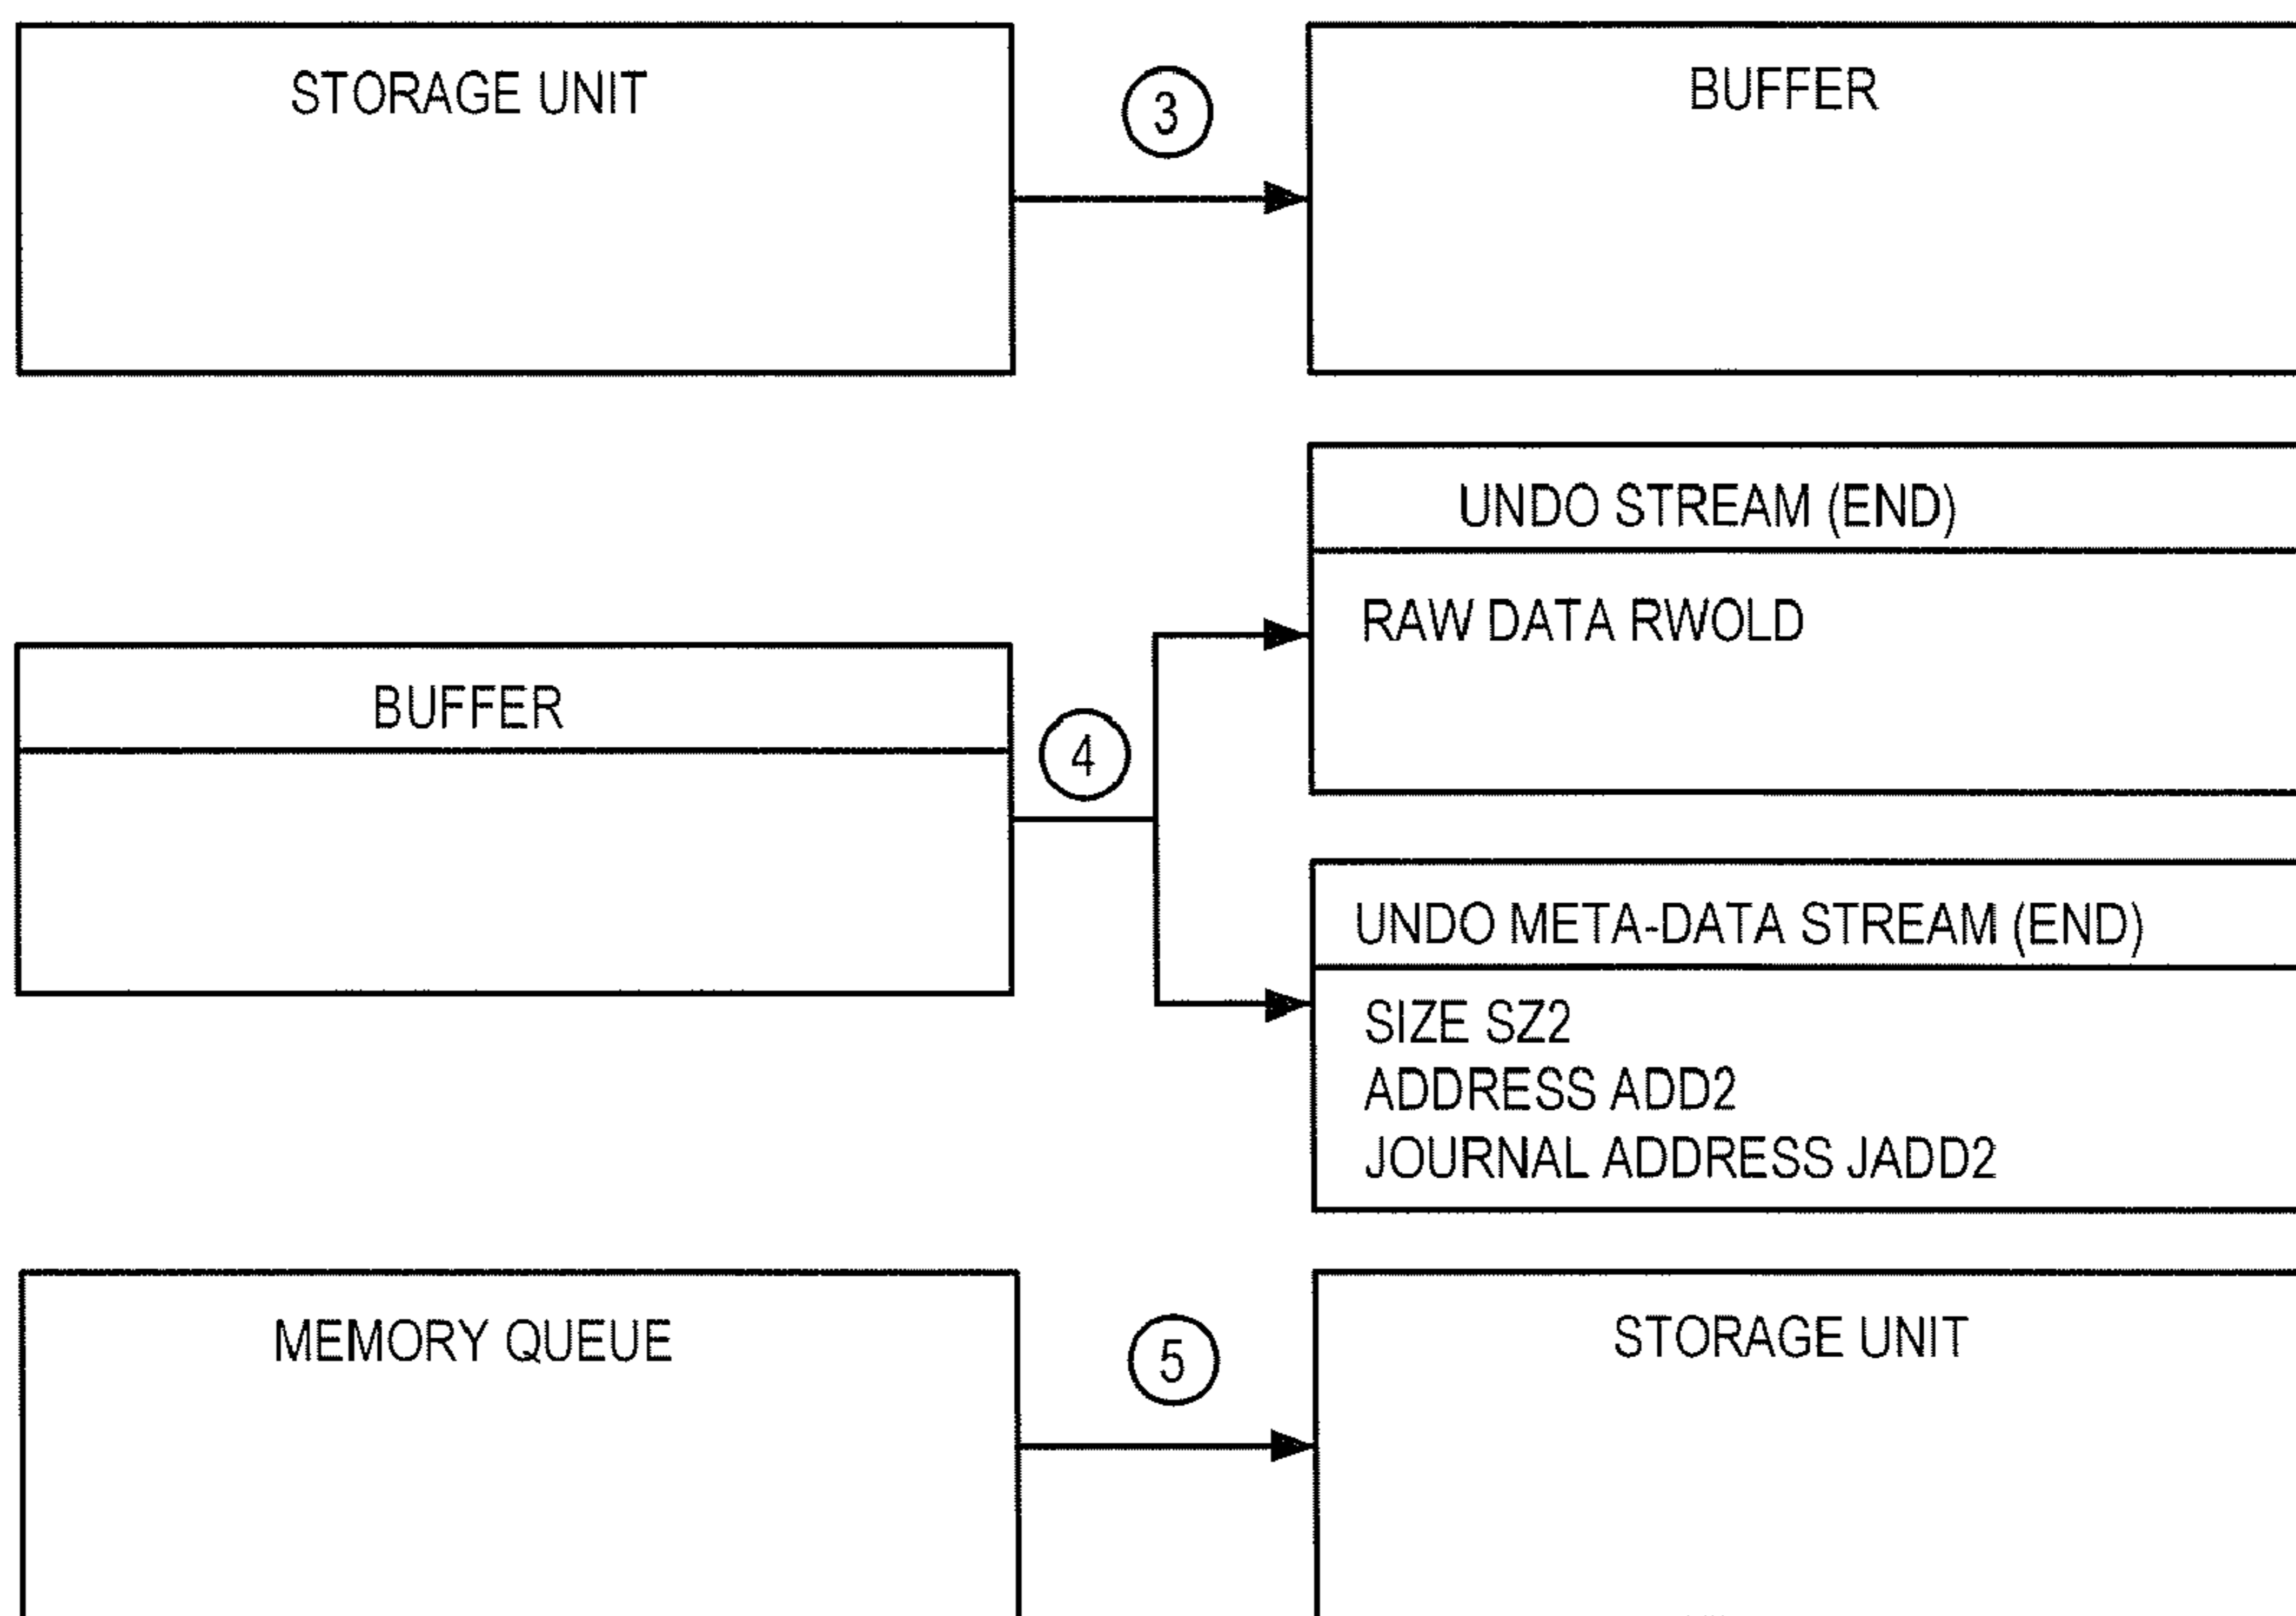 STORAGE UNIT
3
BUFFER
UNDO STREAM (END)
RAW DATA RWOLD
BUFFER
4
UNDO META-DATA STREAM (END)
SIZE SZ2
ADDRESS ADD2
JOURNAL ADDRESS JADD2
MEMORY QUEUE
5
STORAGE UNIT